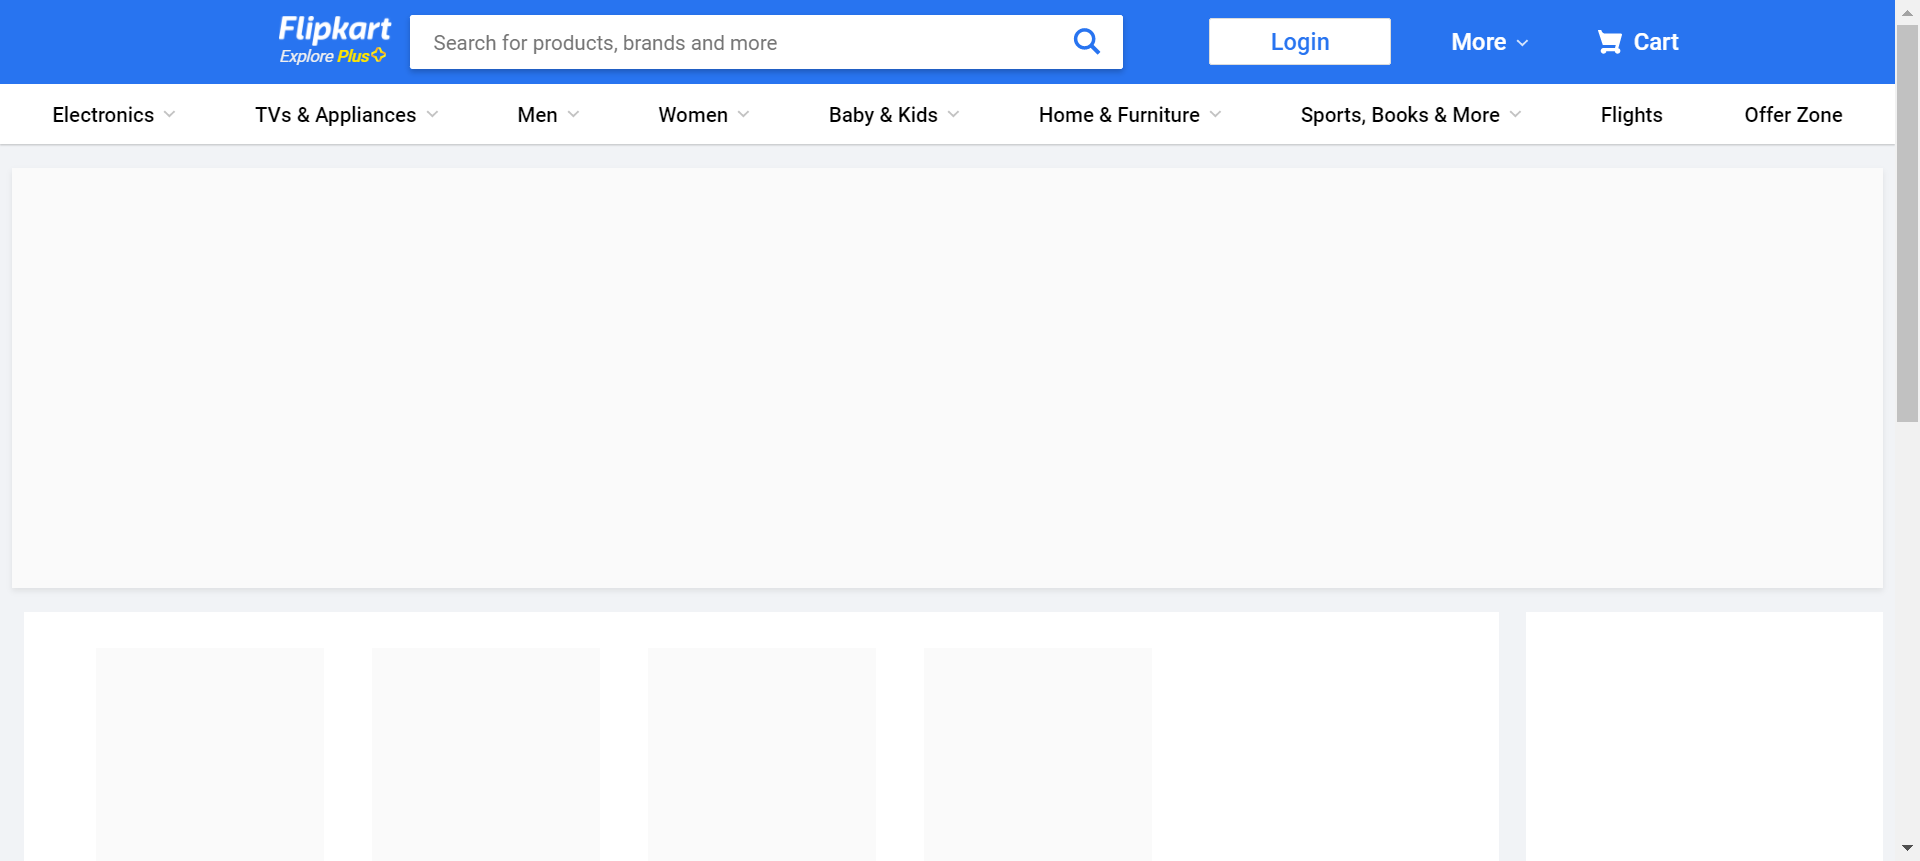 Flipkart
Explore Plus
Search for products, brands and more
Login
More
Cart
Electronics
TVs & Appliances
Men
Women
Baby & Kids
Home & Furniture
Sports, Books & More
Flights
Offer Zone